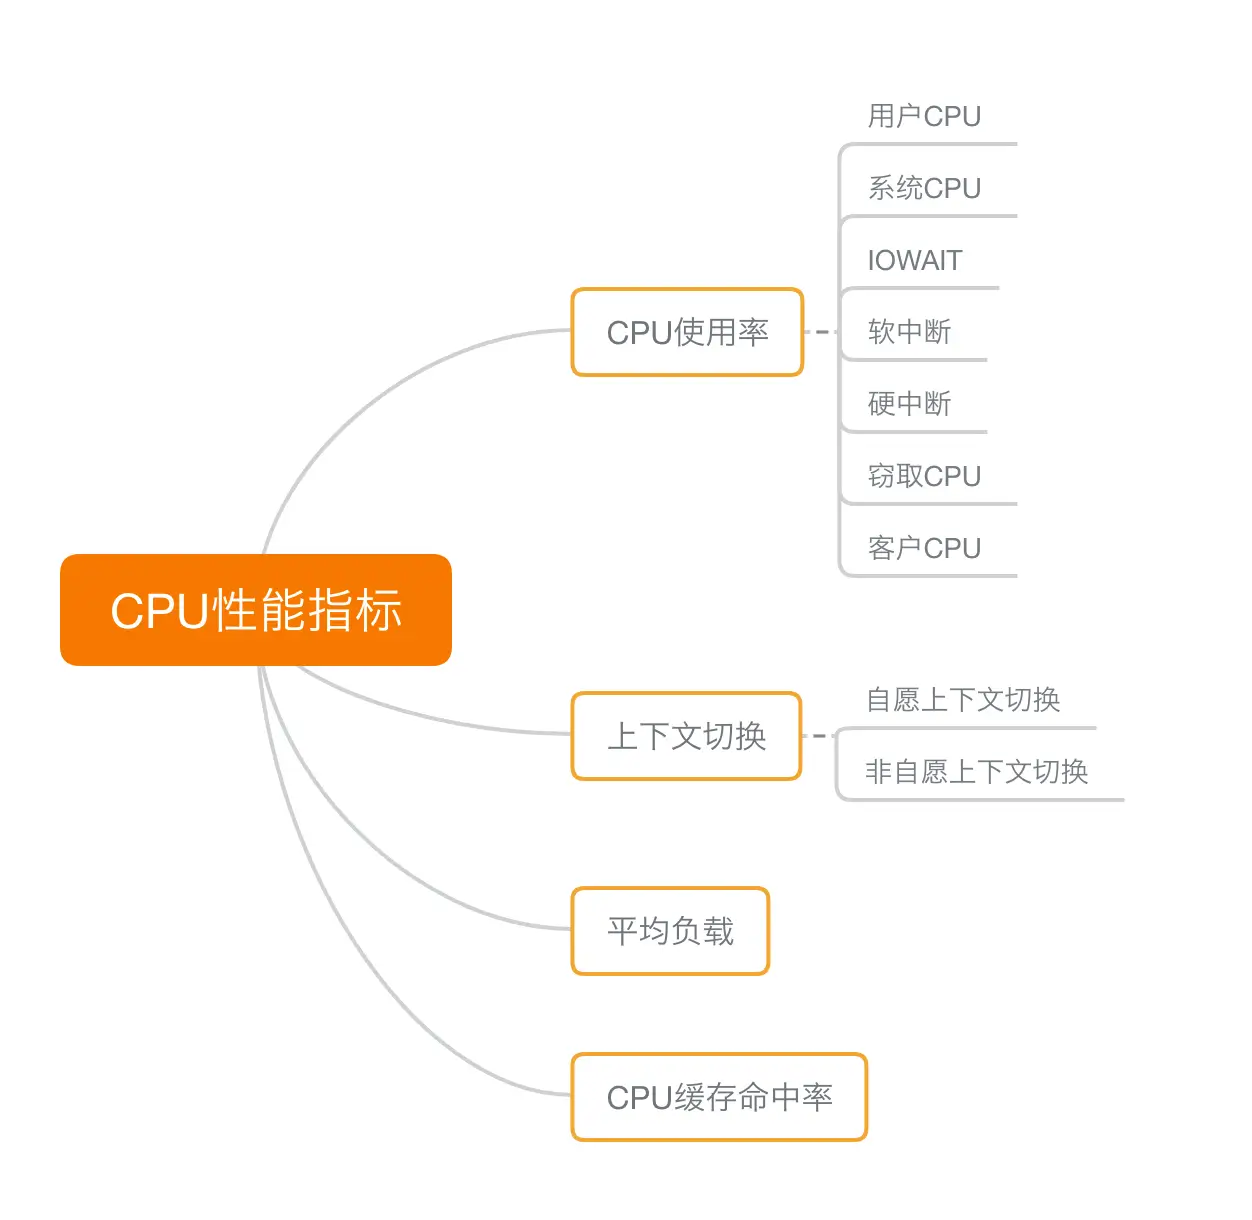 CPU性能指标
CPU使用率
用户CPU
系统CPU
IOWAIT
软中断
硬中断
窃取CPU
客户CPU
上下文切换
自愿上下文切换
非自愿上下文切换
平均负载
CPU缓存命中率